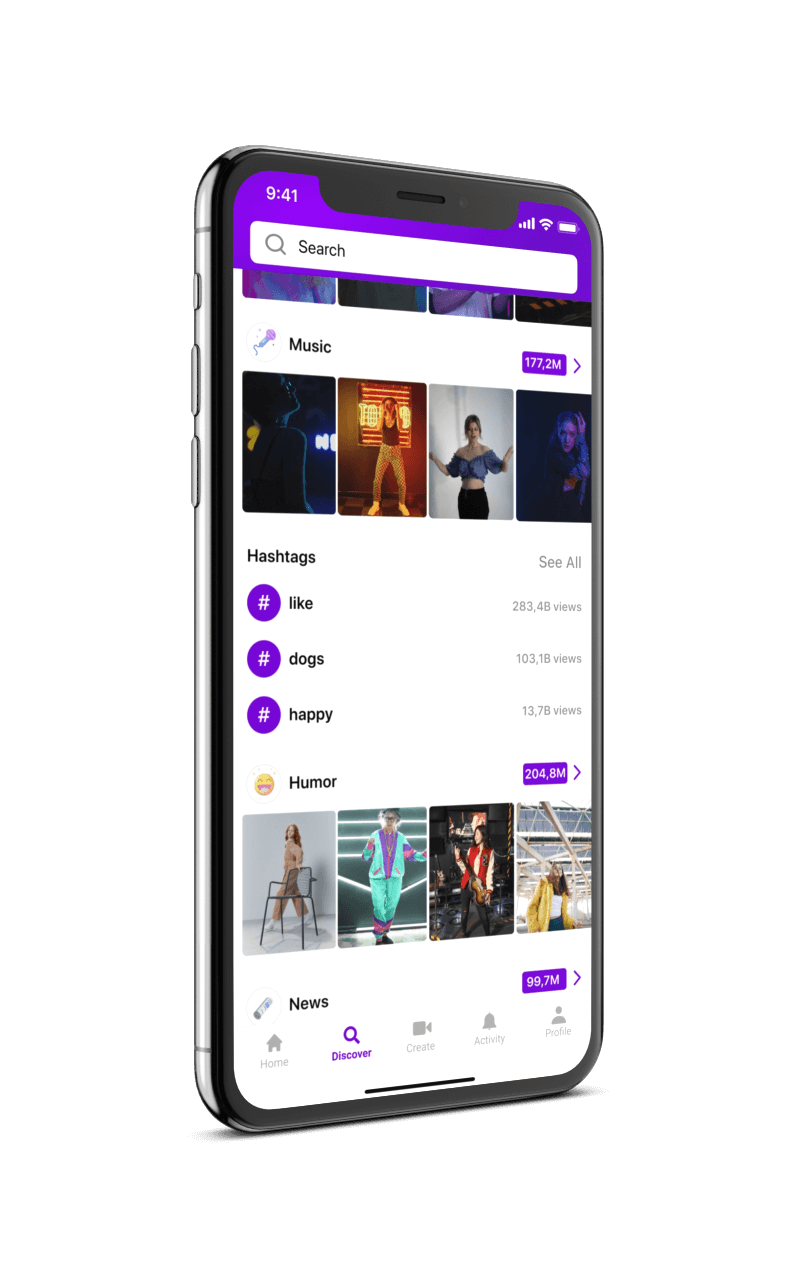 9:41
Search
Music
177,2M
Hashtags
See All
like
283,4B views
dogs
103,1B views
happy
13,7B views
Humor
204,8M
News
99,7M
Home
Discover
Create
Activity
Profile